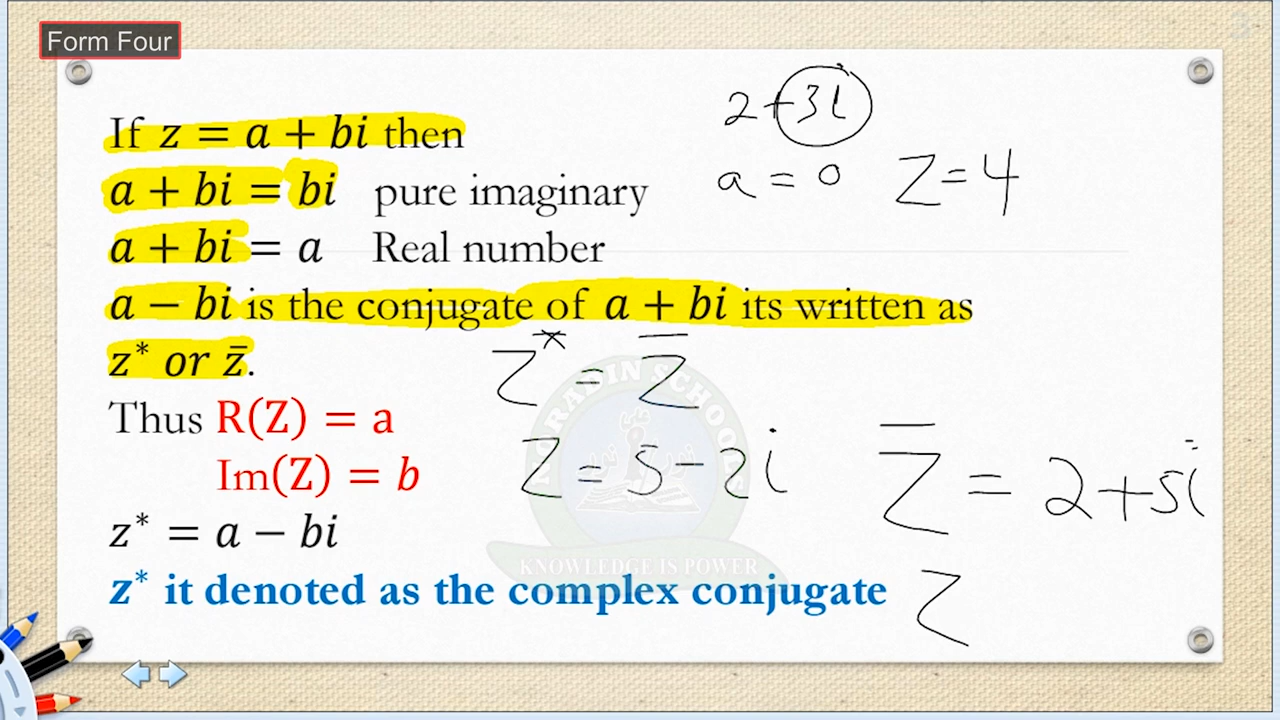 Form Four
If z = a + bi then
a + bi = bi pure imaginary
a + bi = a Real number
a − bi is the conjugate of a + bi its written as
z* or z̄.
Thus R(Z) = a
Im(Z) = b
z* = a − bi
z* it denoted as the complex conjugate
2+3i
a = 0 Z=4
Z* = Z̄
Z = 5-2i
Z̄ = 2+5i
Z
NGRADIN SCHOOLS
KNOWLEDGE IS POWER